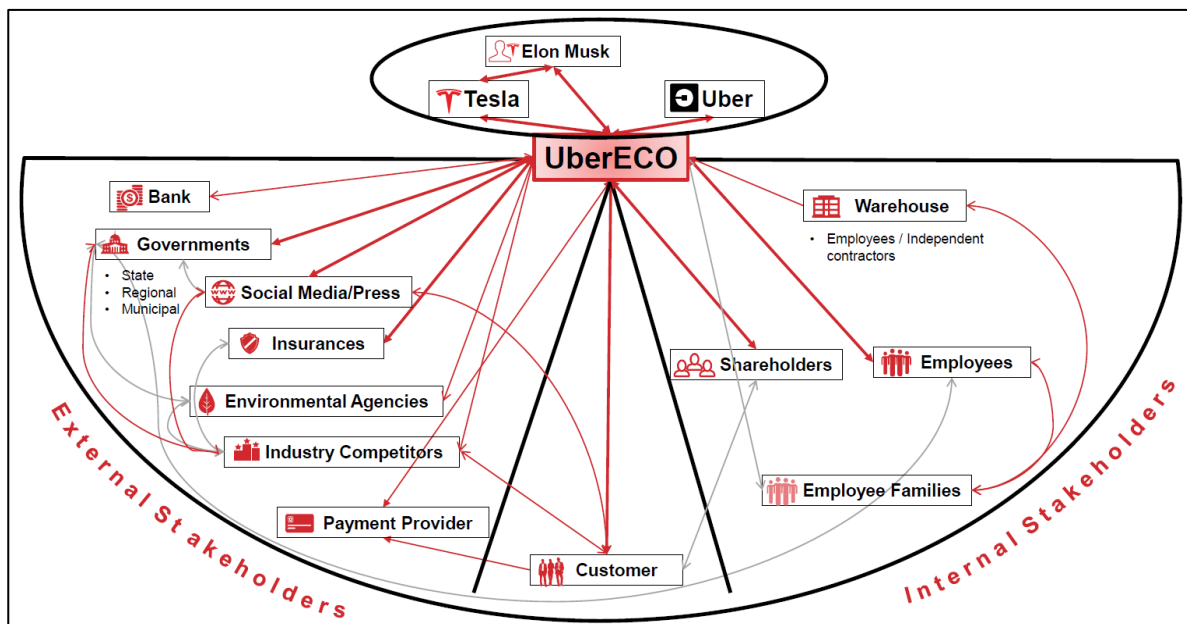 Elon Musk
Tesla
Uber
UberECO
Bank
Governments
• State
• Regional
• Municipal
www
Social Media/Press
Insurances
Environmental Agencies
Industry Competitors
Payment Provider
Customer
Warehouse
• Employees / Independent
contractors
Shareholders
Employees
Employee Families
External Stakeholders
Internal Stakeholders